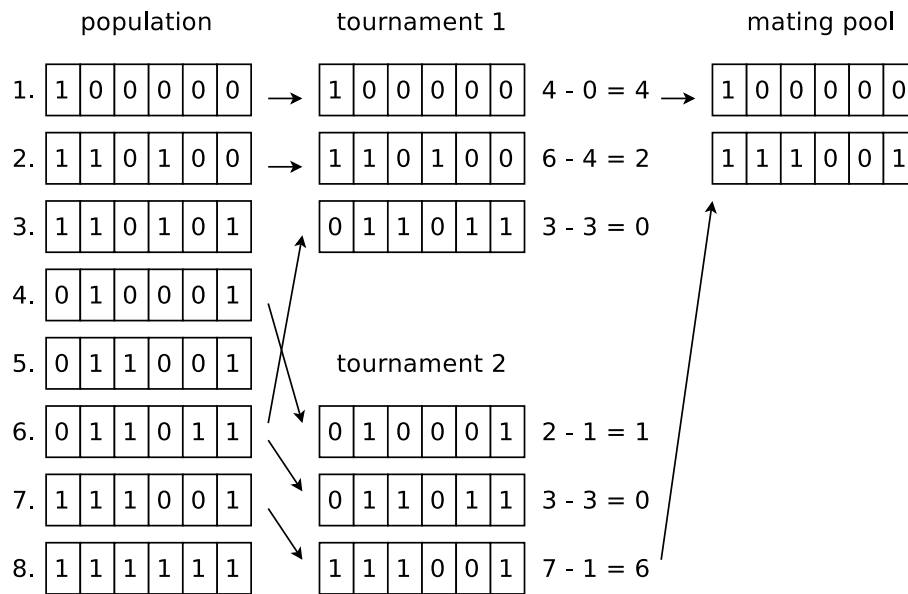 population tournament 1 mating pool
1. 1 0 0 0 0 0 1 0 0 0 0 0 4 - 0 = 4 1 0 0 0 0 0
2. 1 1 0 1 0 0 1 1 0 1 0 0 6 - 4 = 2 1 1 1 0 0 1
3. 1 1 0 1 0 1 0 1 1 0 1 1 3 - 3 = 0
4. 0 1 0 0 0 1
5. 0 1 1 0 0 1 tournament 2
6. 0 1 1 0 1 1 0 1 0 0 0 1 2 - 1 = 1
7. 1 1 1 0 0 1 0 1 1 0 1 1 3 - 3 = 0
8. 1 1 1 1 1 1 1 1 1 0 0 1 7 - 1 = 6